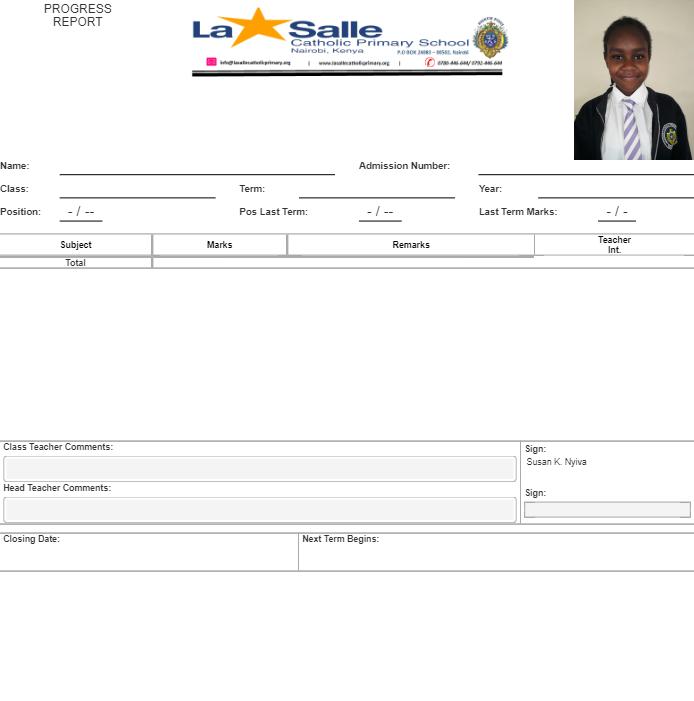 PROGRESS
REPORT
La Salle
Catholic Primary School
Nairobi, Kenya
P.O BOX 24083 – 00502, Nairobi
info@lasallecatholicprimary.org | www.lasallecatholicprimary.org | 0780-446-644/ 0792-446-644
Name: Admission Number:
Class: Term: Year:
Position: - / -- Pos Last Term: - / -- Last Term Marks: - / -
Subject Marks Remarks Teacher Int.
Total
Class Teacher Comments: Sign:
Susan K. Nyiva
Head Teacher Comments: Sign:
Closing Date: Next Term Begins: